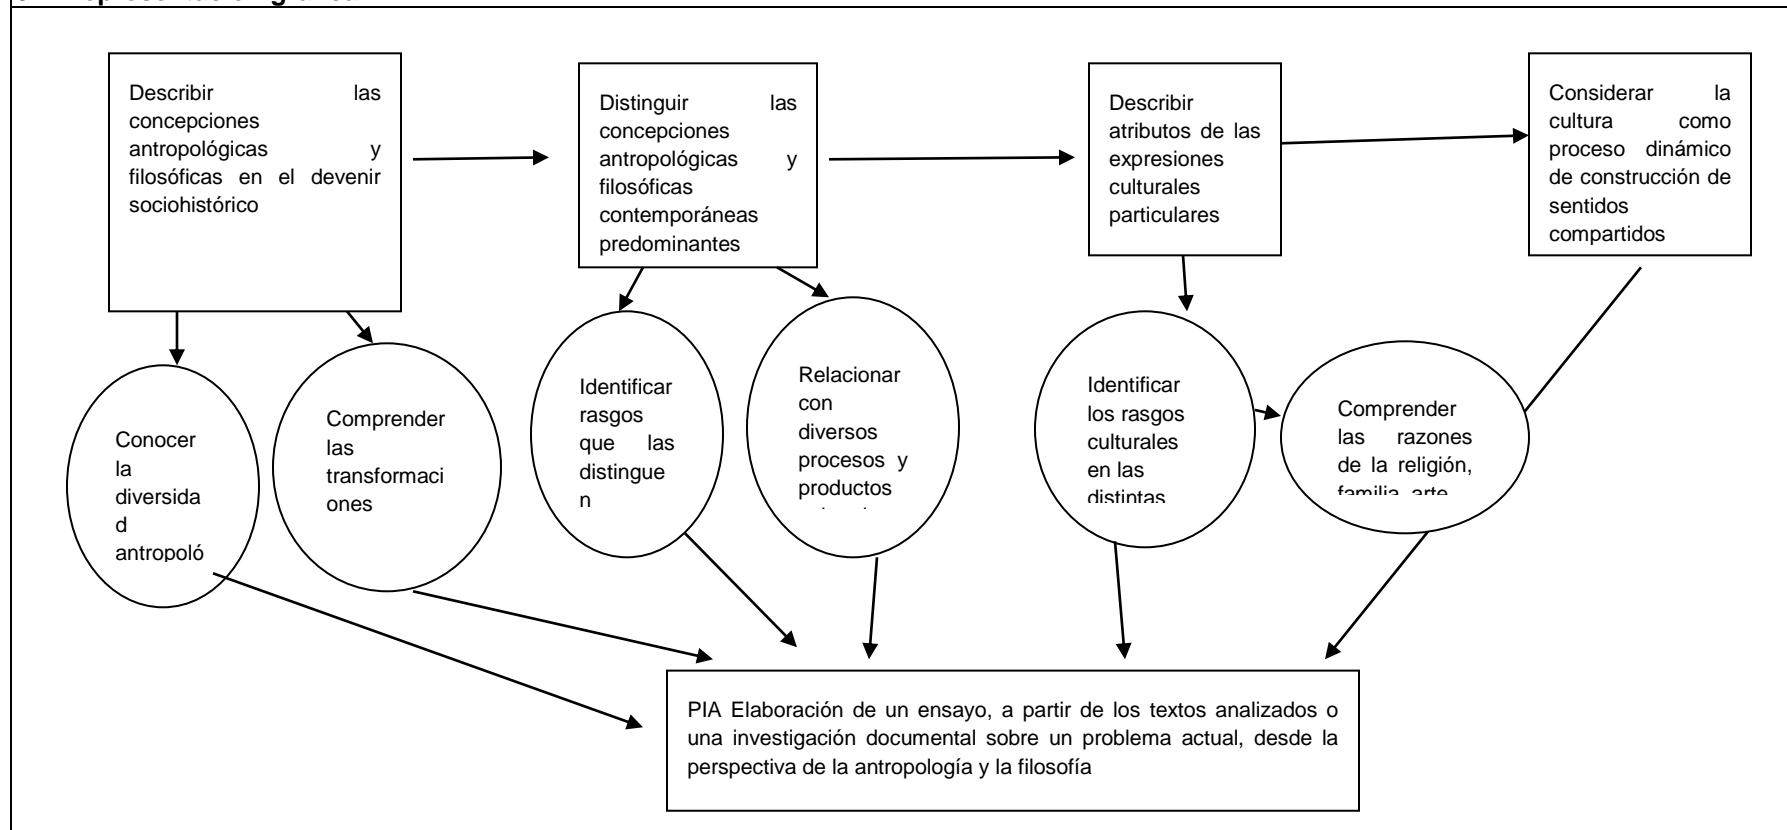 Describir las
concepciones
antropológicas y
filosóficas en el devenir
sociohistórico
Distinguir las
concepciones
antropológicas y
filosóficas
contemporáneas
predominantes
Describir
atributos de las
expresiones
culturales
particulares
Considerar la
cultura como
proceso dinámico
de construcción de
sentidos
compartidos
Conocer
la
diversida
d
antropoló
Comprender
las
transformaci
ones
Identificar
rasgos
que las
distingue
n
Relacionar
con
diversos
procesos y
productos
Identificar
los rasgos
culturales
en las
distintas
Comprender
las razones
de la religión,
familia, arte
PIA Elaboración de un ensayo, a partir de los textos analizados o
una investigación documental sobre un problema actual, desde la
perspectiva de la antropología y la filosofía